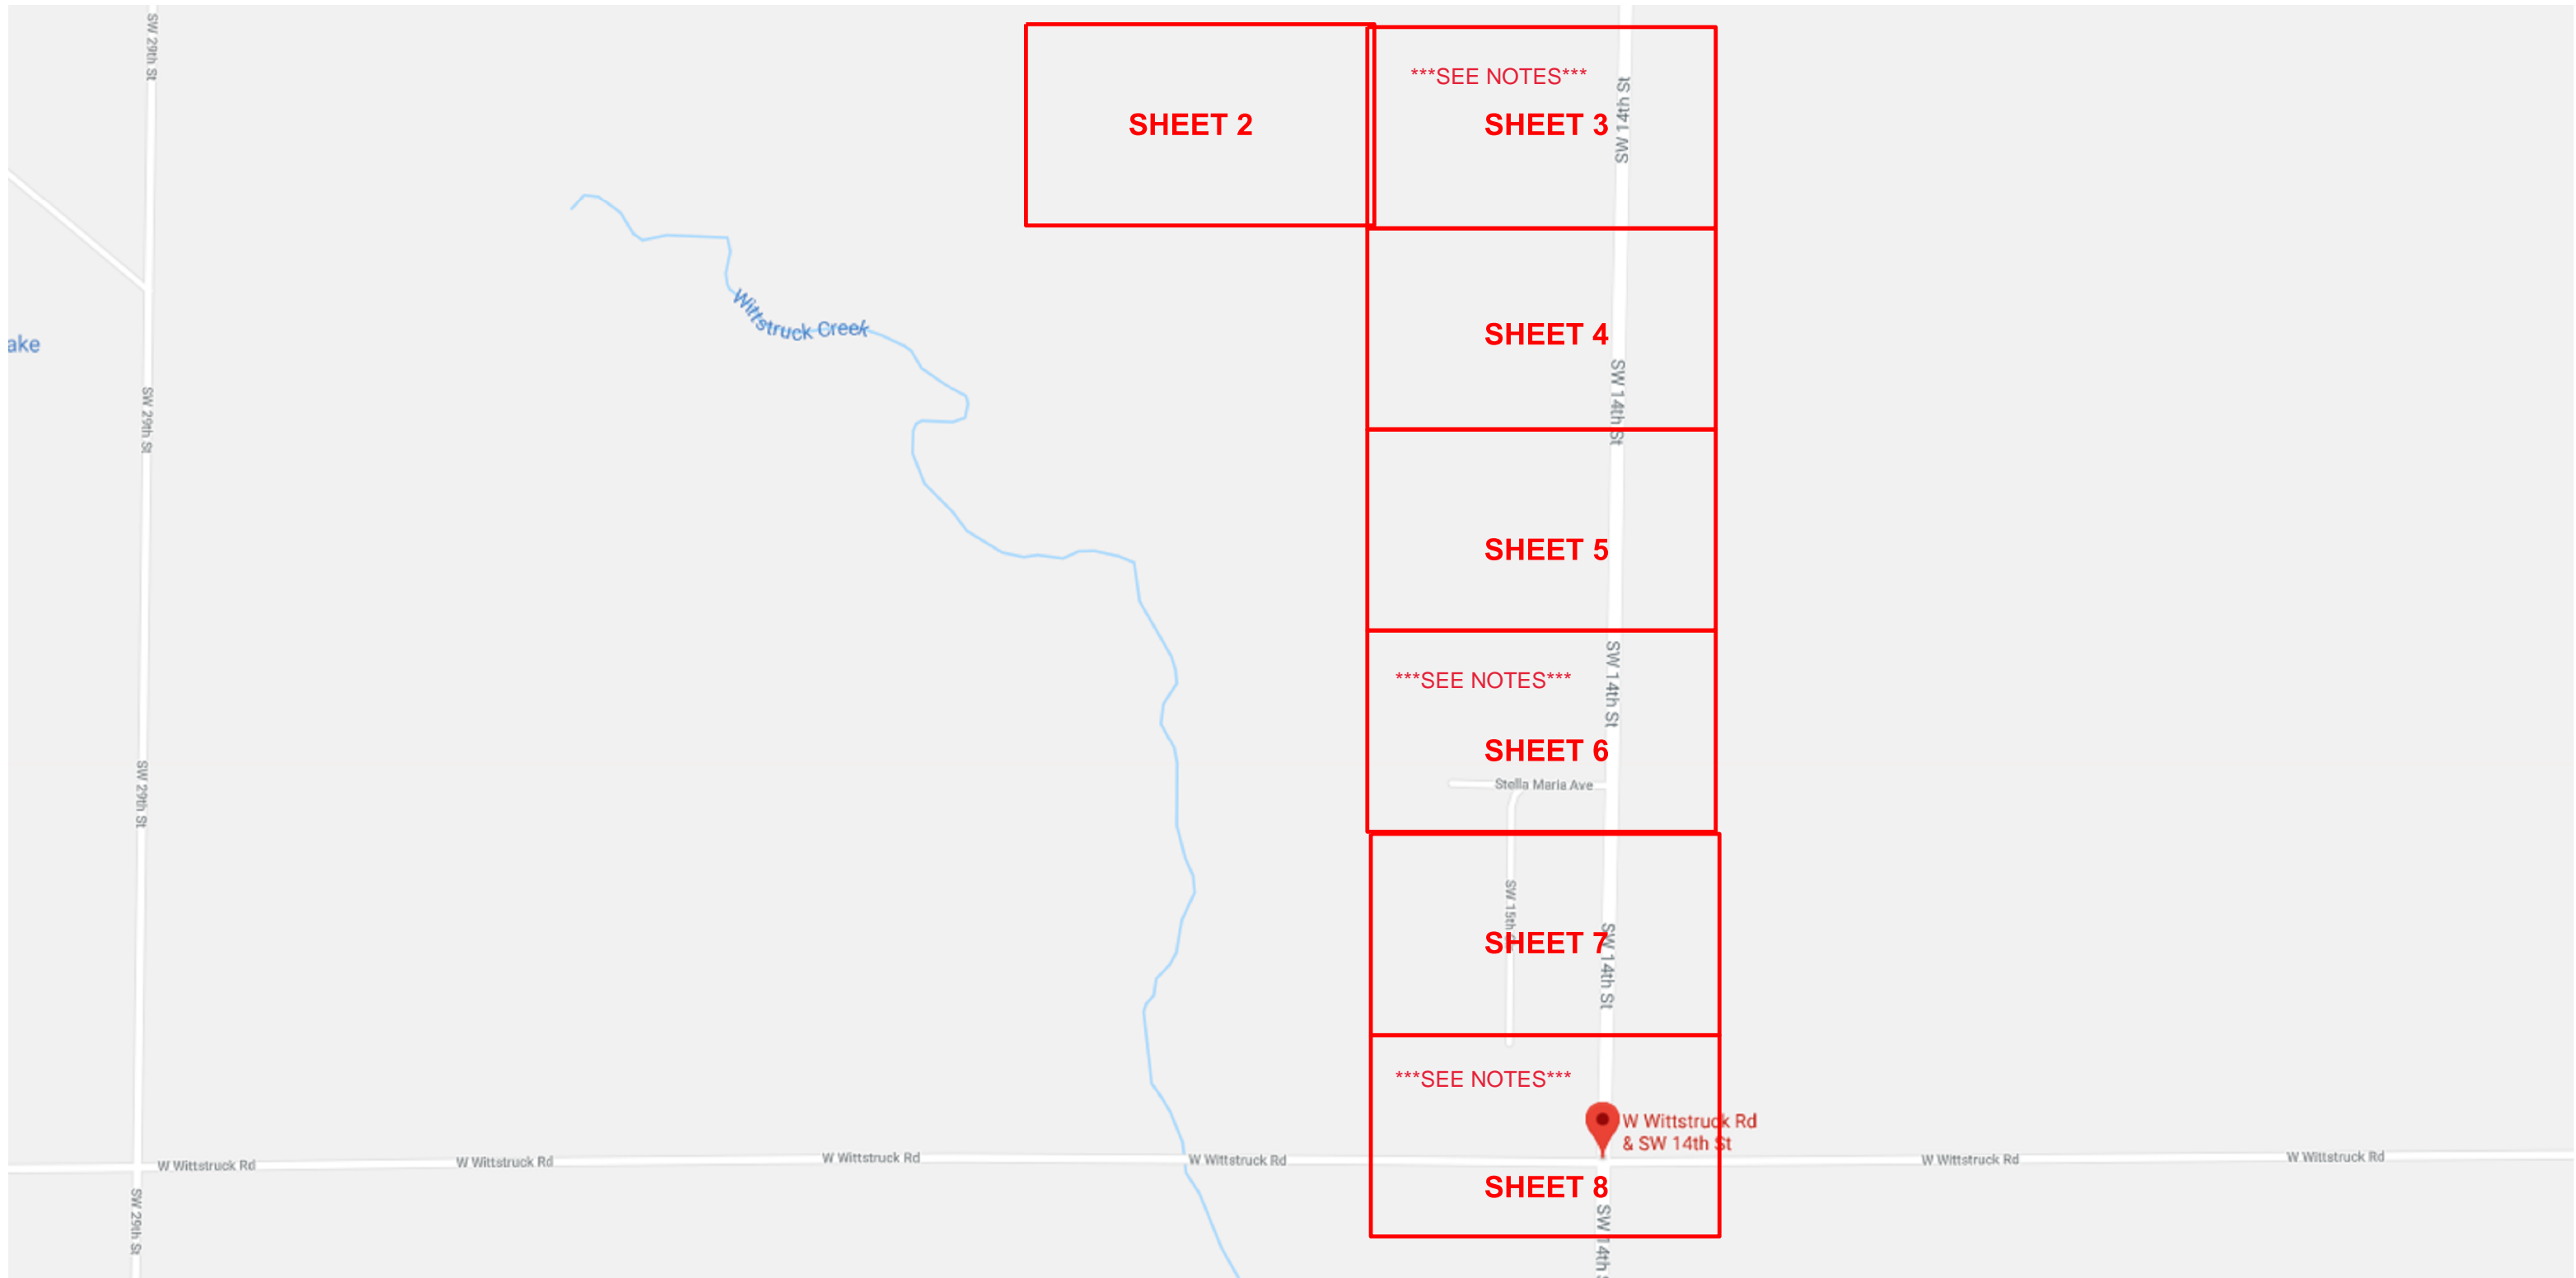 SW 29th St
***SEE NOTES***
SW 14th St
SHEET 2
SHEET 3
Wittstruck Creek
SHEET 4
ake
SW 14th St
SW 29th St
SHEET 5
***SEE NOTES***
SW 14th St
SHEET 6
Stella Maria Ave
SW 29th St
SW 15th
SHEET 7
SW 14th St
***SEE NOTES***
W Wittstruck Rd
& SW 14th St
W Wittstruck Rd
W Wittstruck Rd
W Wittstruck Rd
W Wittstruck Rd
W Wittstruck Rd
W Wittstruck Rd
SHEET 8
SW 29th St
SW 14th S